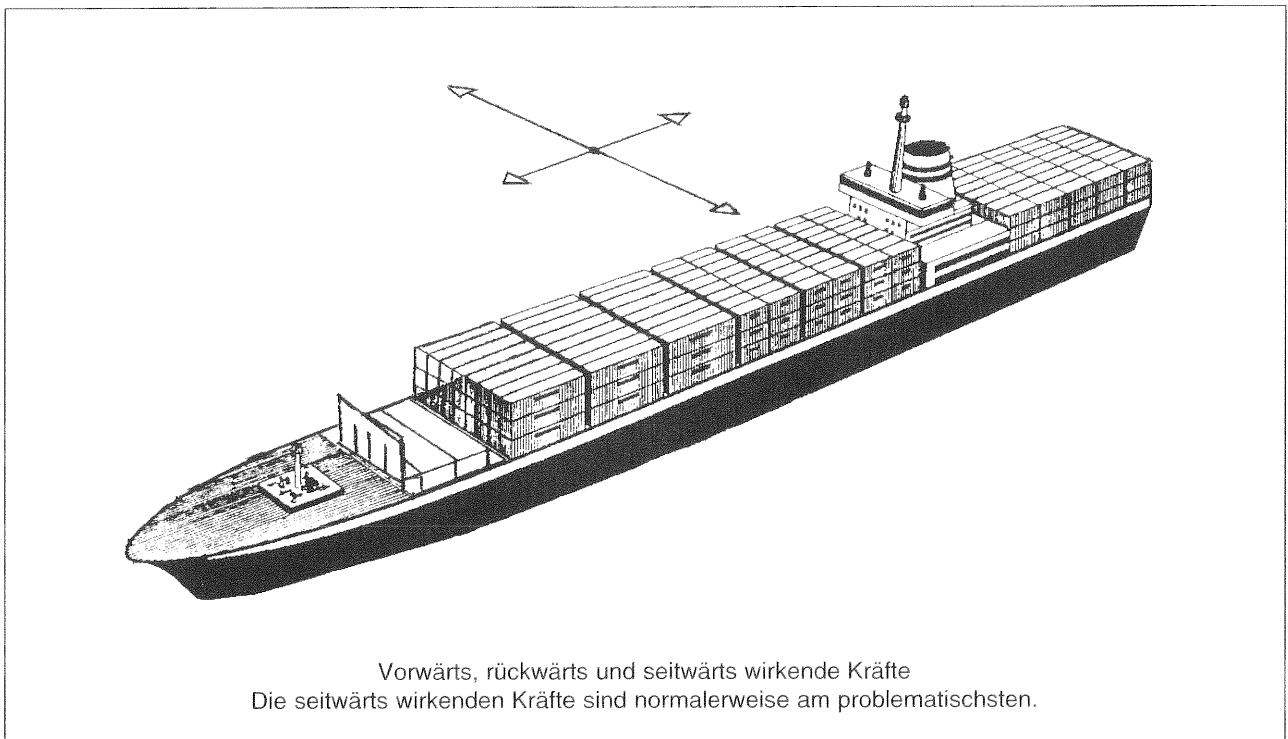 Vorwärts, rückwärts und seitwärts wirkende Kräfte
Die seitwärts wirkenden Kräfte sind normalerweise am problematischsten.